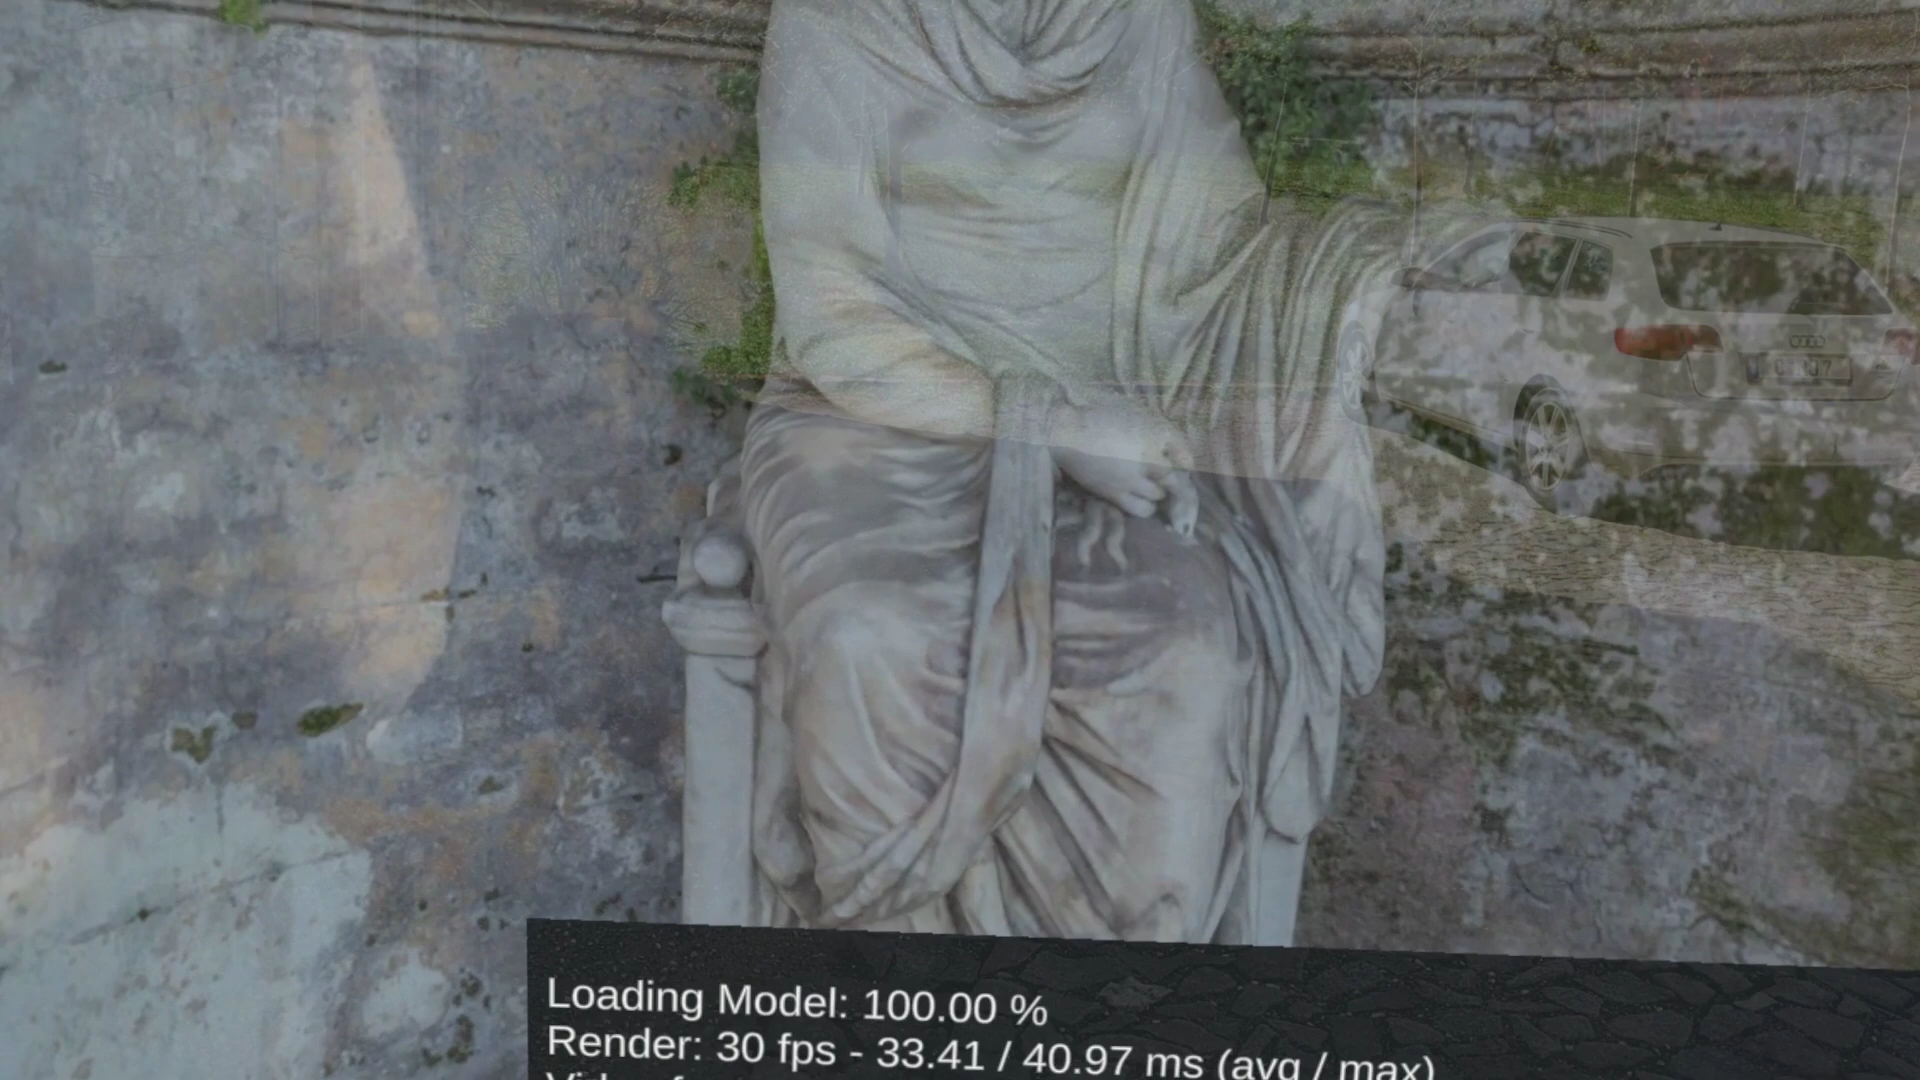 Loading Model: 100.00 %
Render: 30 fps - 33.41 / 40.97 ms (avg / max)